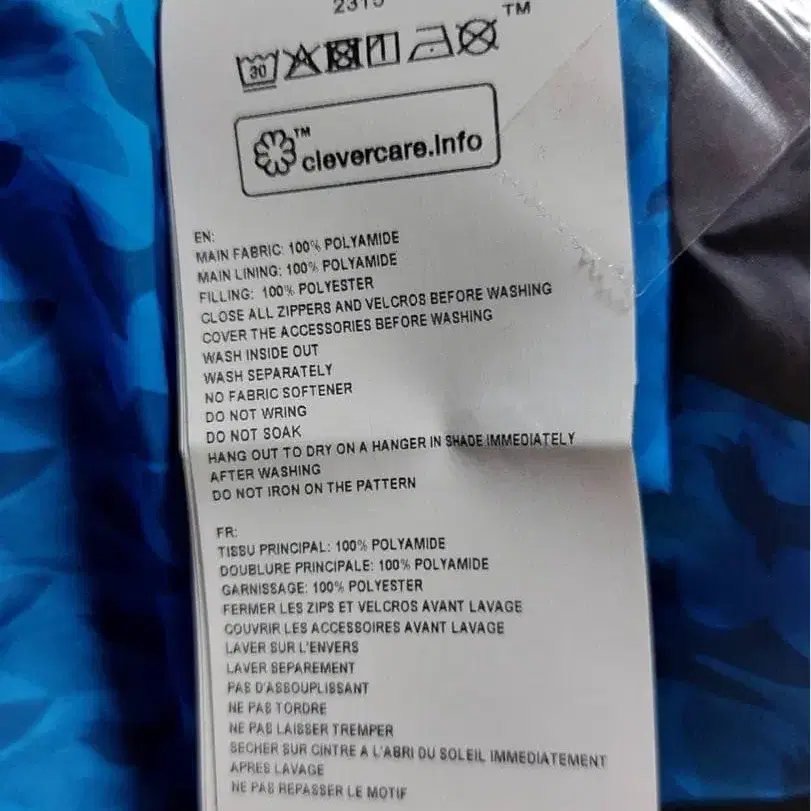 2315
TM
30
TM
clevercare.info
EN:
MAIN FABRIC: 100% POLYAMIDE
MAIN LINING: 100% POLYAMIDE
FILLING: 100% POLYESTER
CLOSE ALL ZIPPERS AND VELCROS BEFORE WASHING
COVER THE ACCESSORIES BEFORE WASHING
WASH INSIDE OUT
WASH SEPARATELY
NO FABRIC SOFTENER
DO NOT WRING
DO NOT SOAK
HANG OUT TO DRY ON A HANGER IN SHADE IMMEDIATELY
AFTER WASHING
DO NOT IRON ON THE PATTERN
FR:
TISSU PRINCIPAL: 100% POLYAMIDE
DOUBLURE PRINCIPALE: 100% POLYAMIDE
GARNISSAGE: 100% POLYESTER
FERMER LES ZIPS ET VELCROS AVANT LAVAGE
COUVRIR LES ACCESSOIRES AVANT LAVAGE
LAVER SUR L'ENVERS
LAVER SEPAREMENT
PAS D'ASSOUPLISSANT
NE PAS TORDRE
NE PAS LAISSER TREMPER
SECHER SUR CINTRE A L'ABRI DU SOLEIL IMMEDIATEMENT
APRES LAVAGE
NE PAS REPASSER LE MOTIF